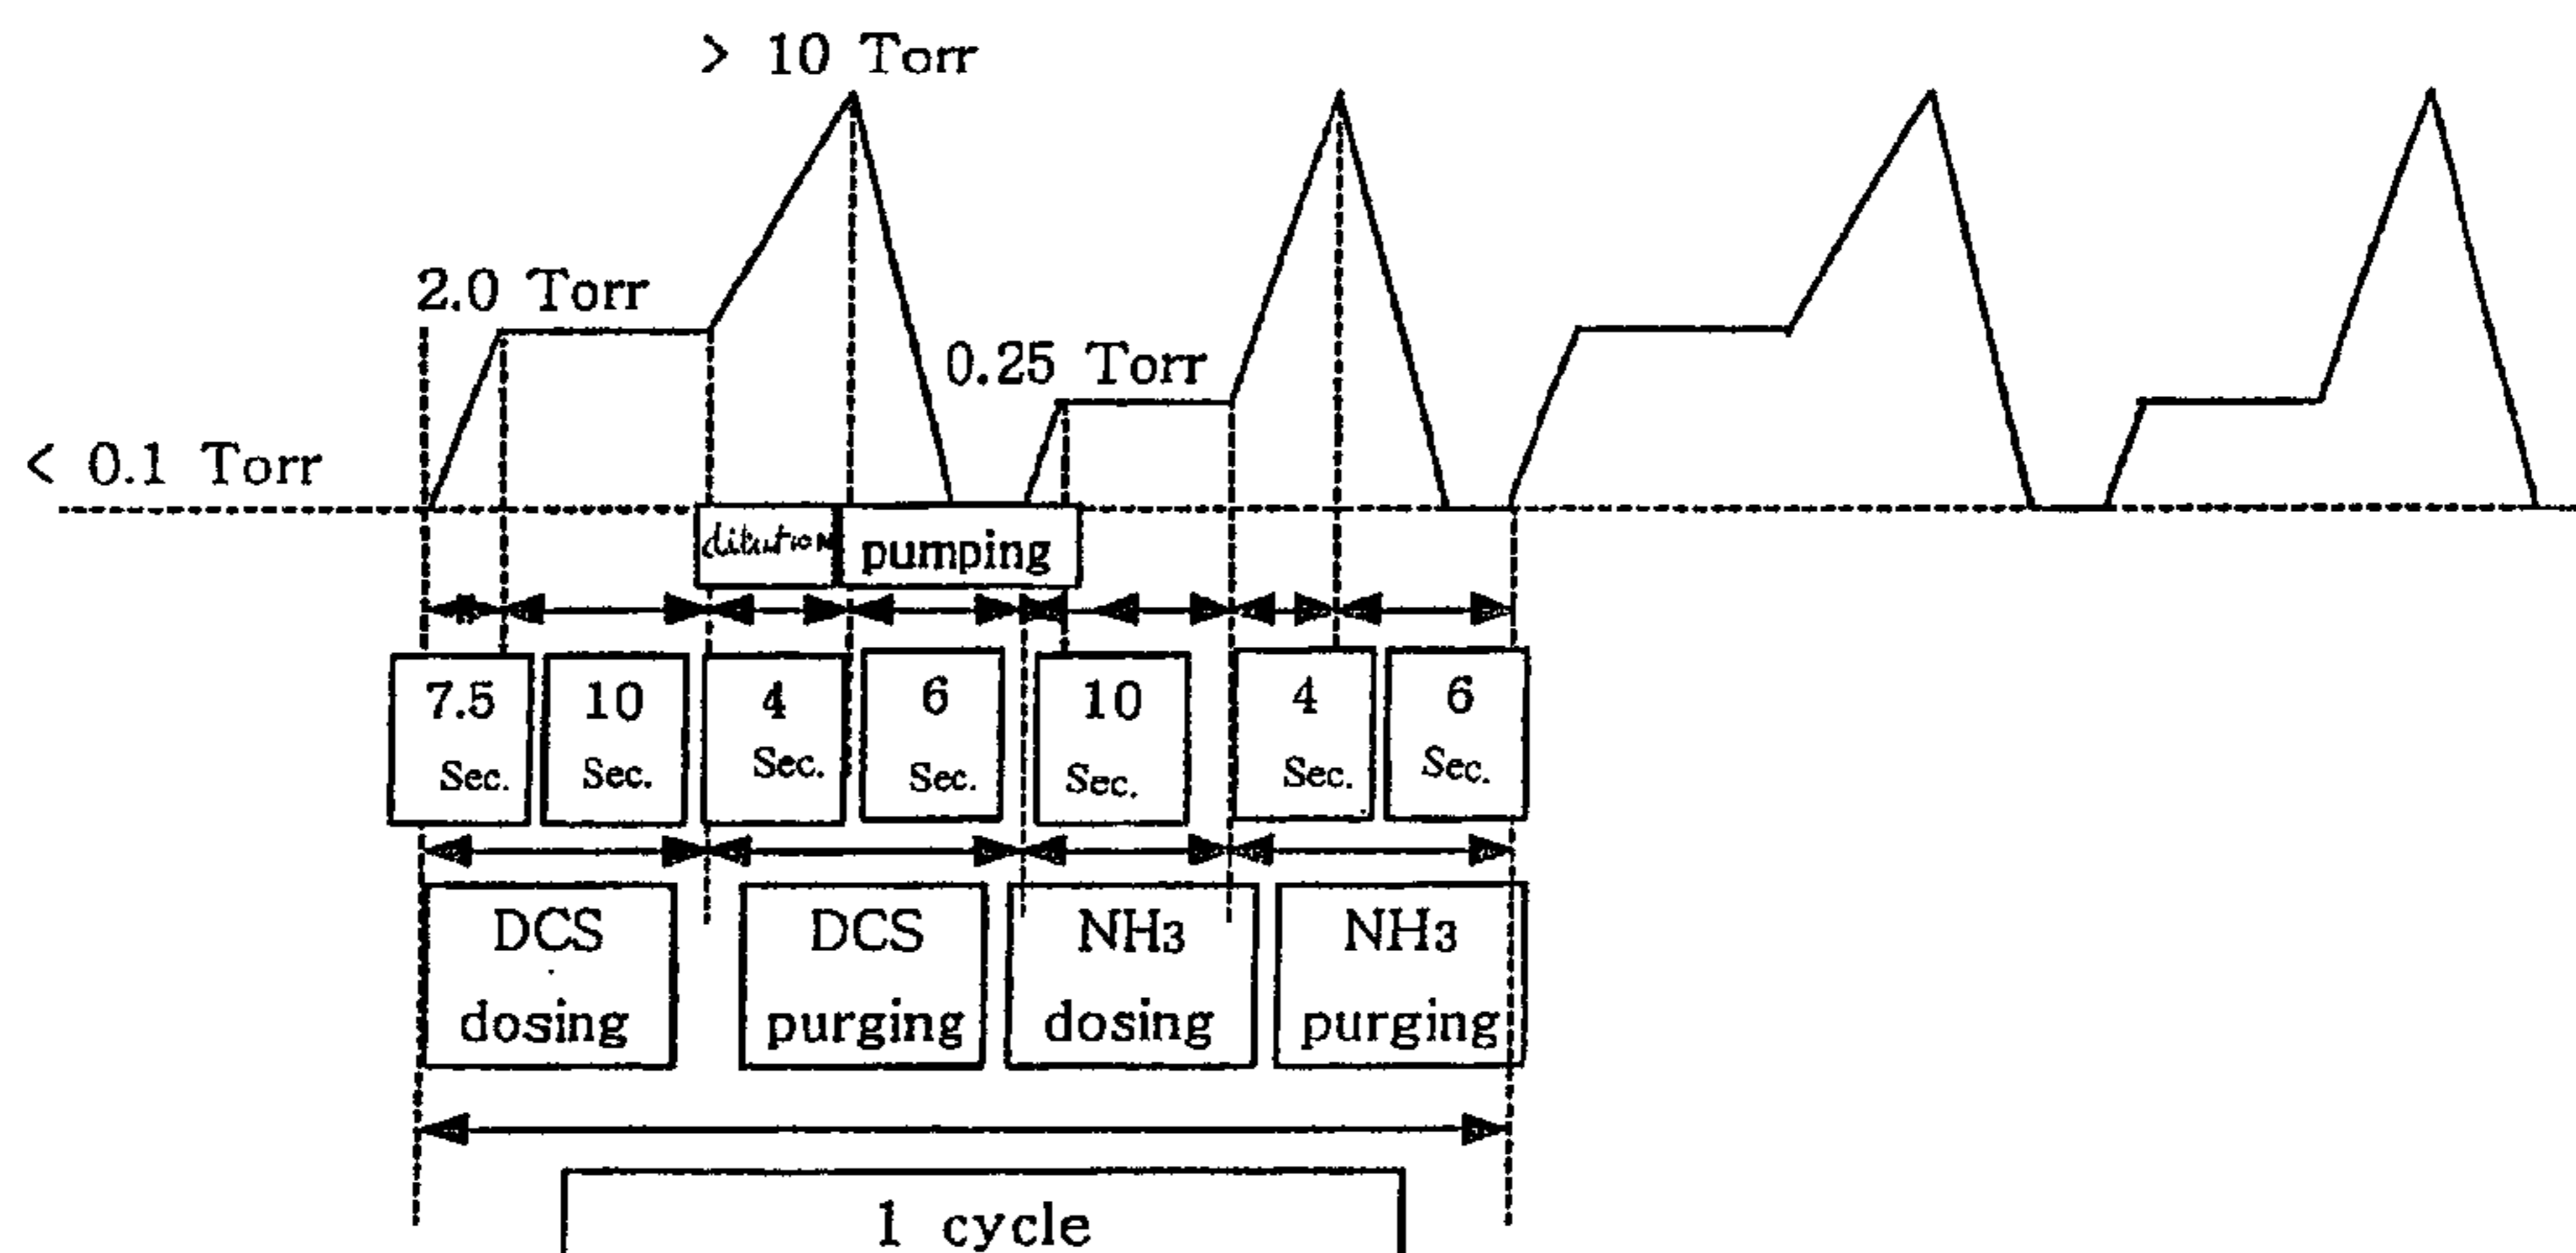 > 10 Torr
2.0 Torr
0.25 Torr
< 0.1 Torr
dilution
pumping
7.5
Sec.
10
Sec.
4
Sec.
6
Sec.
10
Sec.
4
Sec.
6
Sec.
DCS
dosing
DCS
purging
NH3
dosing
NH3
purging
1 cycle